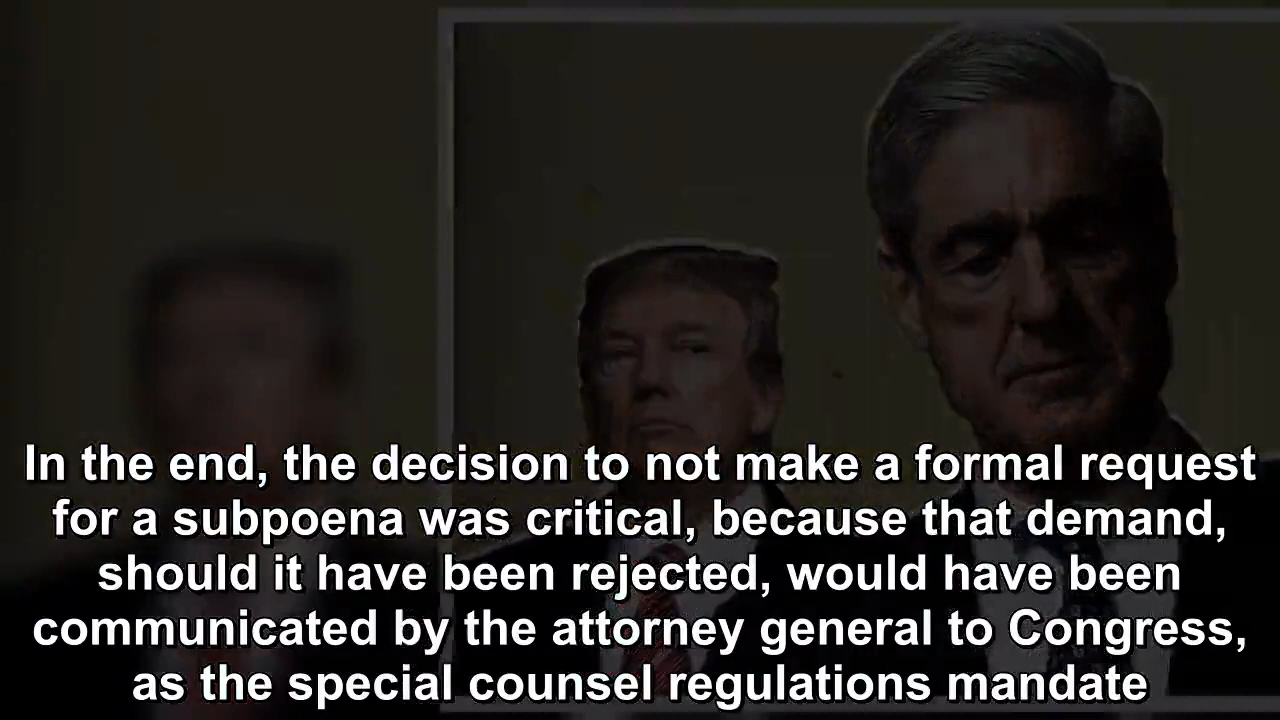 In the end, the decision to not make a formal request
for a subpoena was critical, because that demand,
should it have been rejected, would have been
communicated by the attorney general to Congress,
as the special counsel regulations mandate